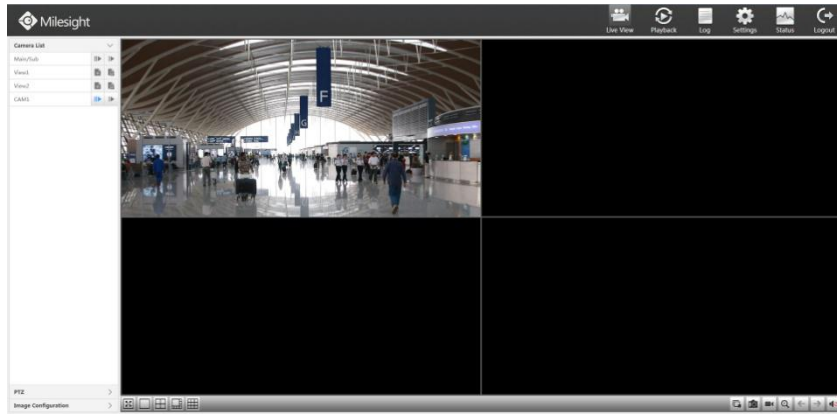 Milesight
Live View Playback Log Settings Status Logout
Camera List
Main/Sub
View1
View2
CAM1
F
G
PTZ
Image Configuration